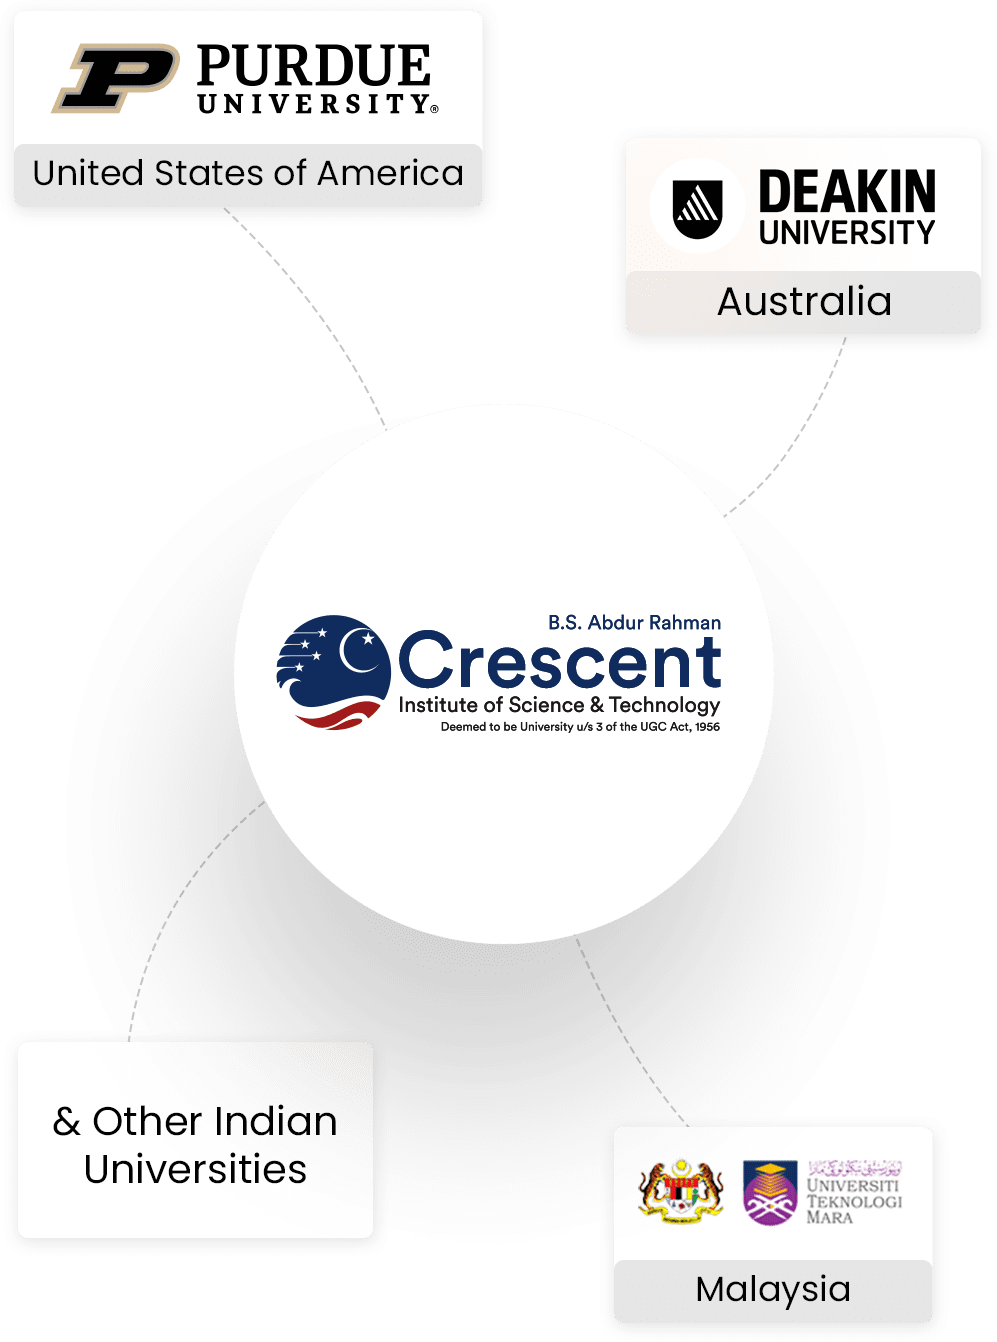 PURDUE
UNIVERSITY®
United States of America
DEAKIN
UNIVERSITY
Australia
B.S. Abdur Rahman
Crescent
Institute of Science & Technology
Deemed to be University u/s 3 of the UGC Act, 1956
& Other Indian
Universities
UNIVERSITI
TEKNOLOGI
MARA
Malaysia